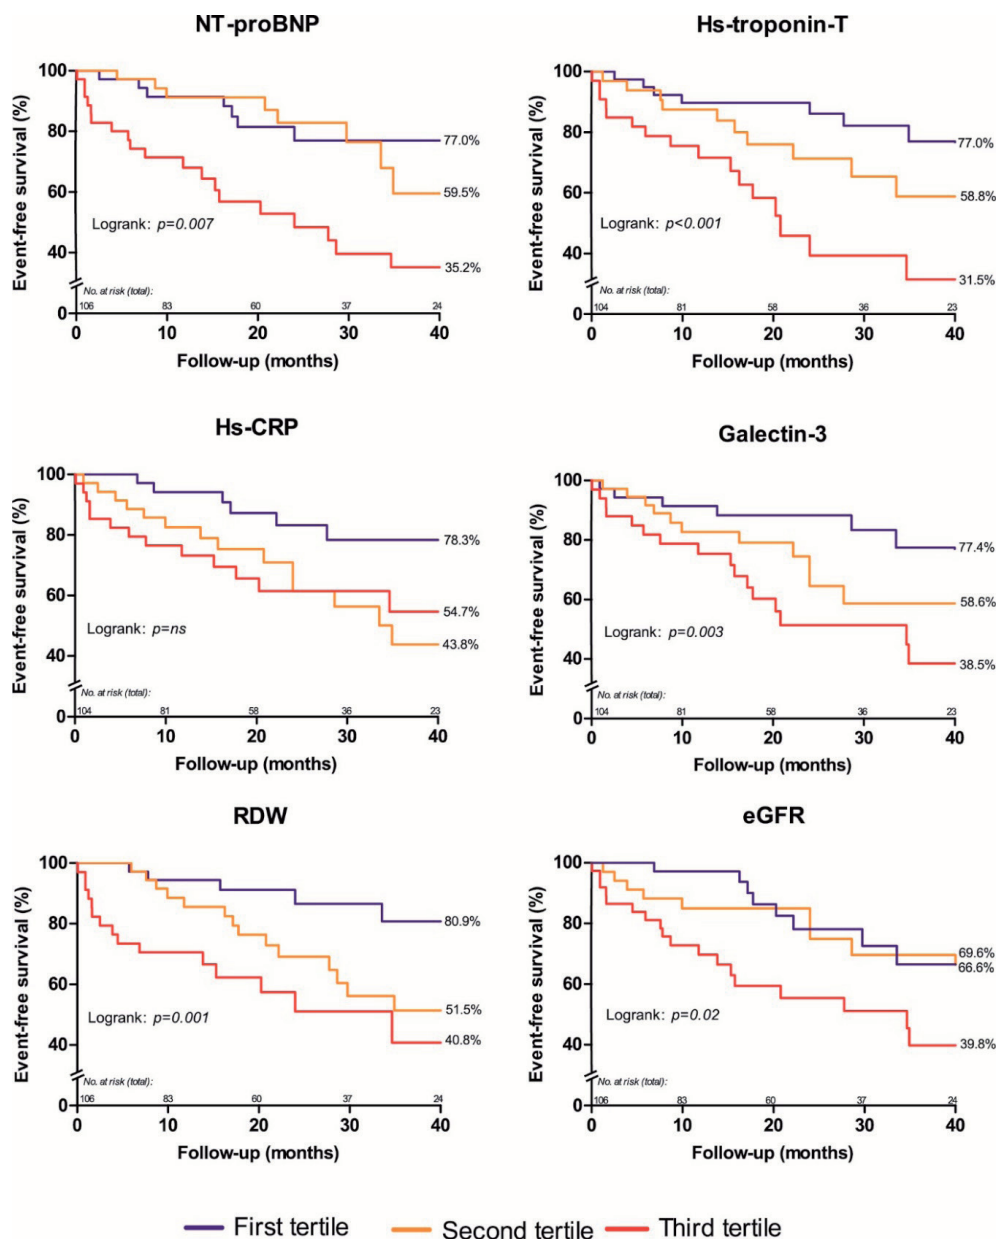 NT-proBNP
Event-free survival (%)
100
80
60
40
0
77.0%
59.5%
35.2%
Logrank: p=0.007
No. at risk (total):
106 83 60 37 24
0 10 20 30 40
Follow-up (months)
Hs-troponin-T
Event-free survival (%)
100
80
60
40
0
77.0%
58.8%
31.5%
Logrank: p<0.001
No. at risk (total):
104 81 58 36 23
0 10 20 30 40
Follow-up (months)
Hs-CRP
Event-free survival (%)
100
80
60
40
0
78.3%
54.7%
43.8%
Logrank: p=ns
No. at risk (total):
104 81 58 36 23
0 10 20 30 40
Follow-up (months)
Galectin-3
Event-free survival (%)
100
80
60
40
0
77.4%
58.6%
38.5%
Logrank: p=0.003
No. at risk (total):
104 81 58 36 23
0 10 20 30 40
Follow-up (months)
RDW
Event-free survival (%)
100
80
60
40
0
80.9%
51.5%
40.8%
Logrank: p=0.001
No. at risk (total):
106 83 60 37 24
0 10 20 30 40
Follow-up (months)
eGFR
Event-free survival (%)
100
80
60
40
0
69.6%
66.6%
39.8%
Logrank: p=0.02
No. at risk (total):
106 83 60 37 24
0 10 20 30 40
Follow-up (months)
First tertile Second tertile Third tertile